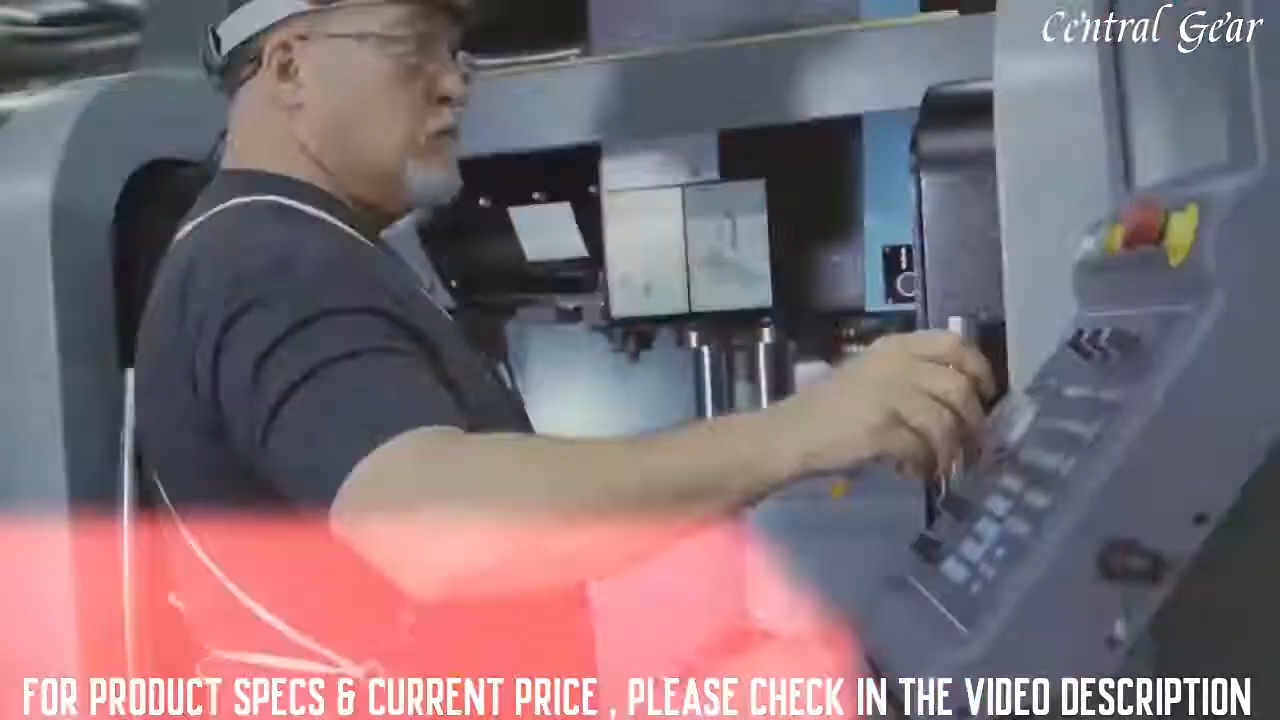 Central Gear
FOR PRODUCT SPECS & CURRENT PRICE , PLEASE CHECK IN THE VIDEO DESCRIPTION